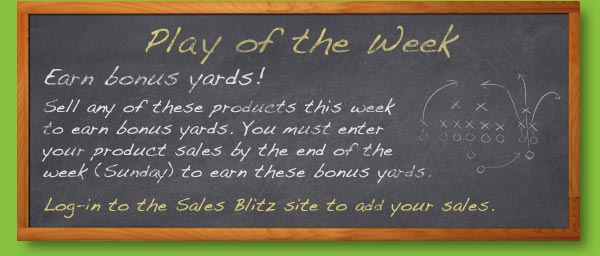 Play of the Week
Earn bonus yards!
Sell any of these products this week
to earn bonus yards. You must enter
your product sales by the end of the
week (Sunday) to earn these bonus yards.
Log-in to the Sales Blitz site to add your sales.